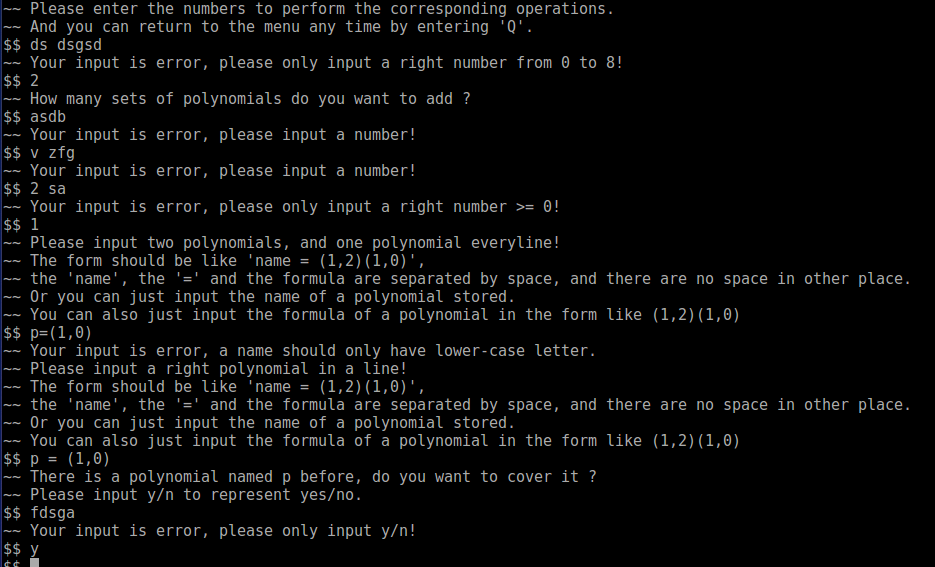 ~~ Please enter the numbers to perform the corresponding operations.
~~ And you can return to the menu any time by entering 'Q'.
$$ ds dsgsd
~~ Your input is error, please only input a right number from 0 to 8!
$$ 2
~~ How many sets of polynomials do you want to add ?
$$ asdb
~~ Your input is error, please input a number!
$$ v zfg
~~ Your input is error, please input a number!
$$ 2 sa
~~ Your input is error, please only input a right number >= 0!
$$ 1
~~ Please input two polynomials, and one polynomial everyline!
~~ The form should be like 'name = (1,2)(1,0)',
~~ the 'name', the '=' and the formula are separated by space, and there are no space in other place.
~~ Or you can just input the name of a polynomial stored.
~~ You can also just input the formula of a polynomial in the form like (1,2)(1,0)
$$ p=(1,0)
~~ Your input is error, a name should only have lower-case letter.
~~ Please input a right polynomial in a line!
~~ The form should be like 'name = (1,2)(1,0)',
~~ the 'name', the '=' and the formula are separated by space, and there are no space in other place.
~~ Or you can just input the name of a polynomial stored.
~~ You can also just input the formula of a polynomial in the form like (1,2)(1,0)
$$ p = (1,0)
~~ There is a polynomial named p before, do you want to cover it ?
~~ Please input y/n to represent yes/no.
$$ fdsga
~~ Your input is error, please only input y/n!
$$ y
$$